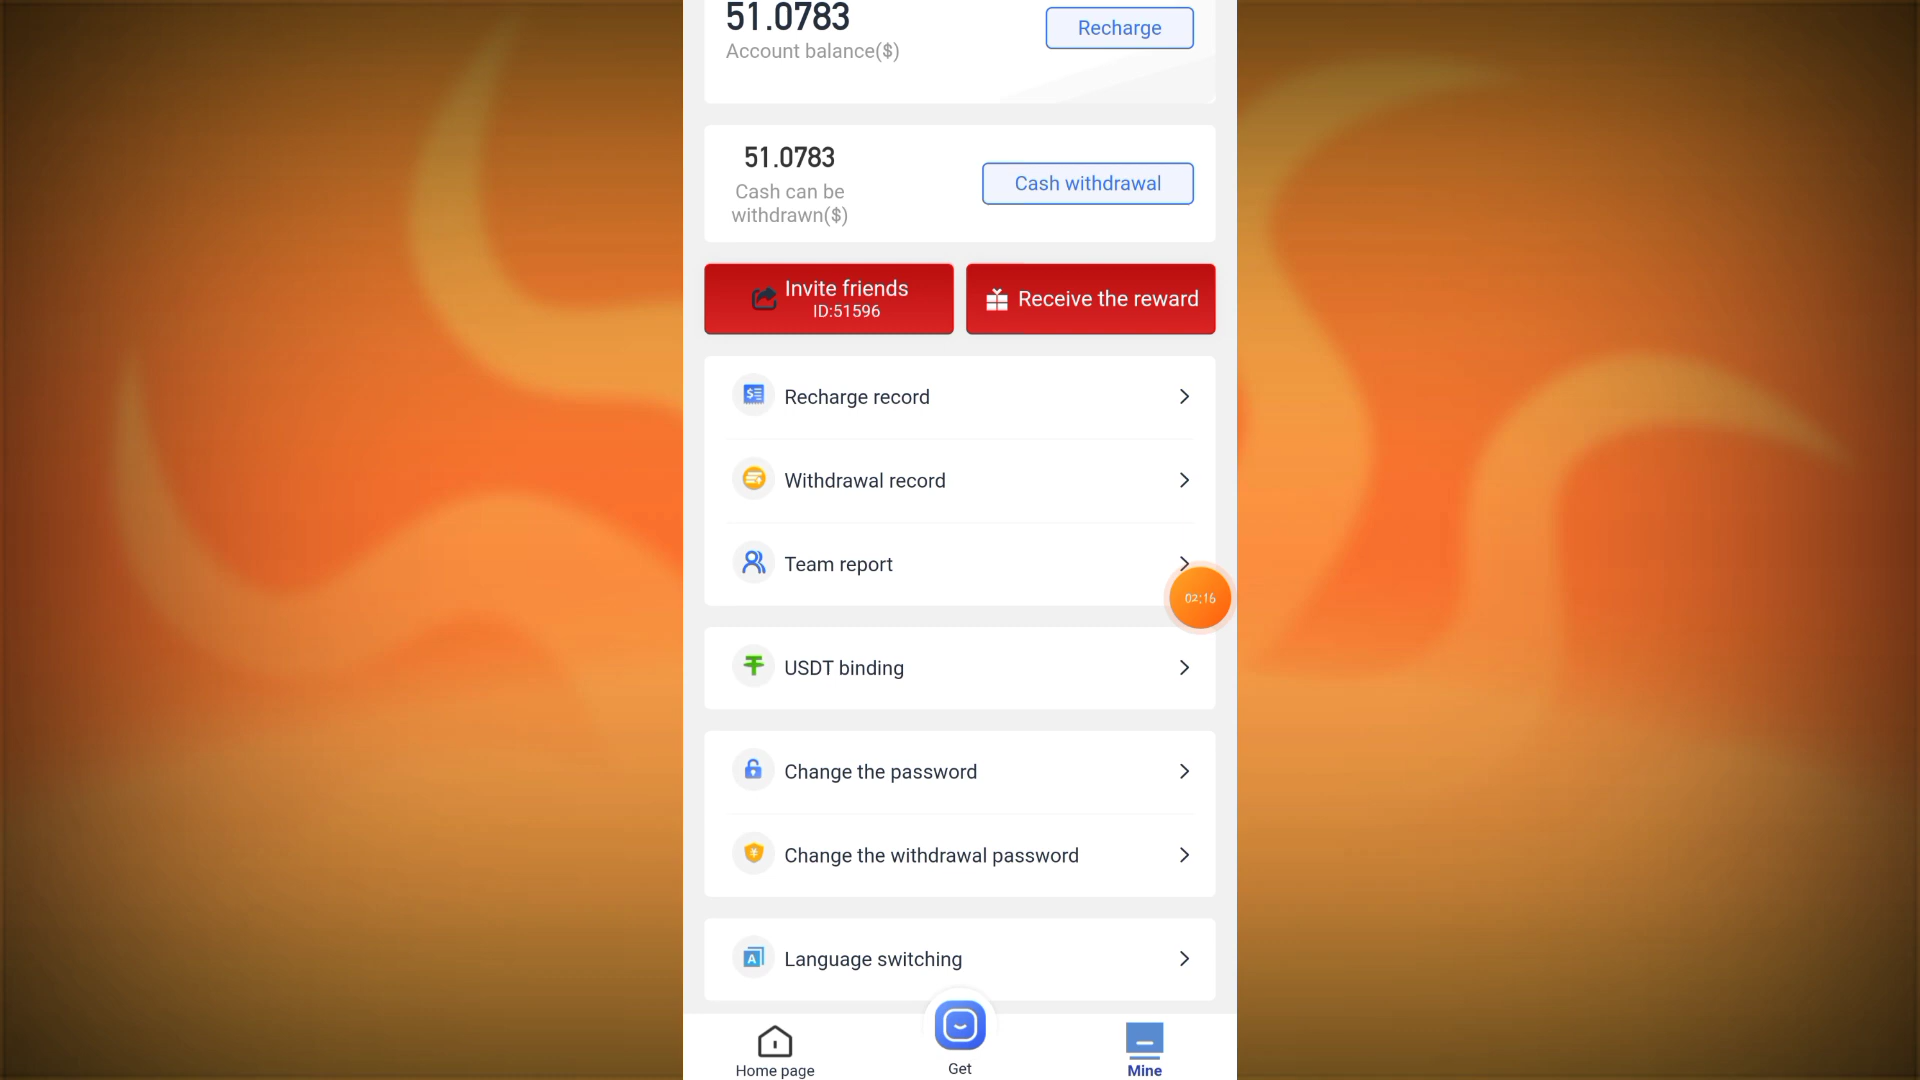 51.0783
Account balance($)
Recharge
51.0783
Cash can be
withdrawn($)
Cash withdrawal
Invite friends
ID:51596
Receive the reward
Recharge record
Withdrawal record
Team report
02:16
USDT binding
Change the password
Change the withdrawal password
Language switching
Home page
Get
Mine